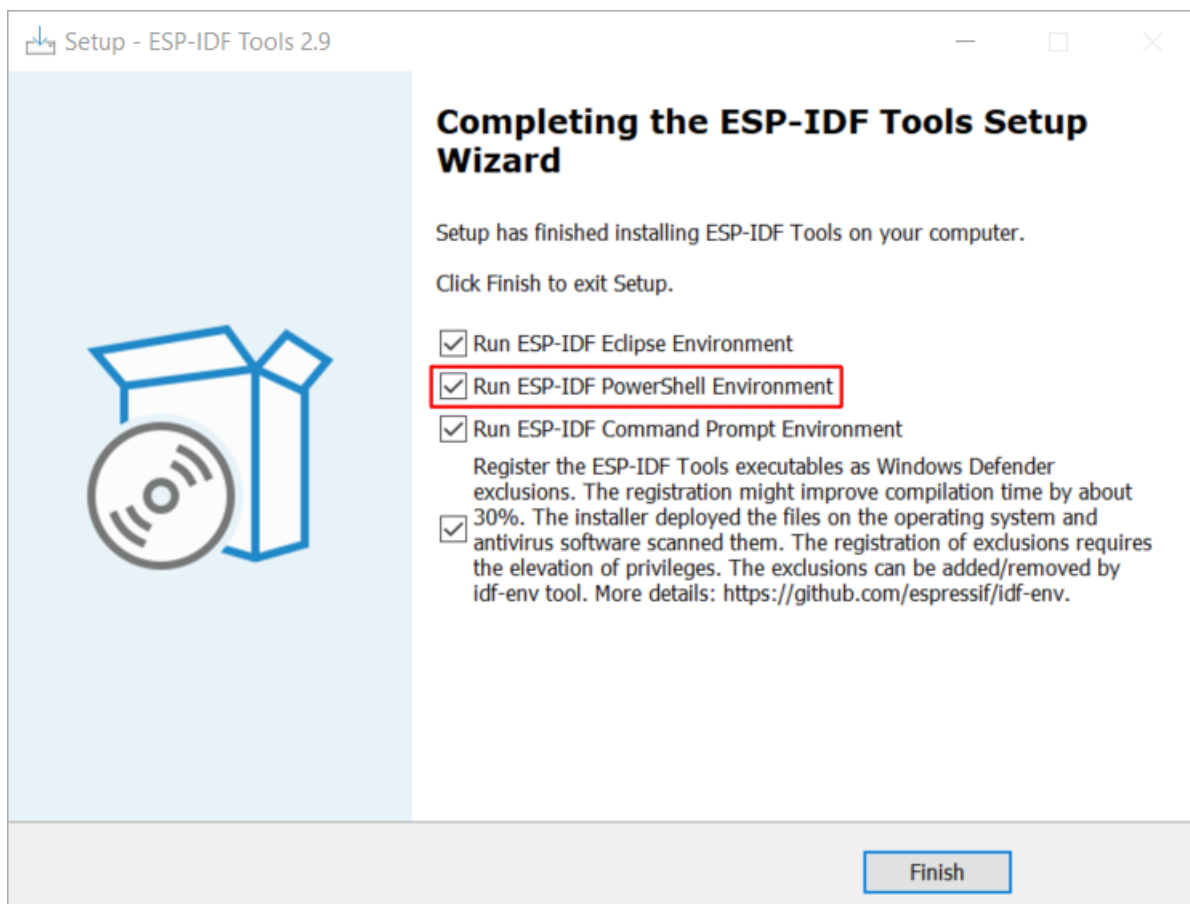 Setup - ESP-IDF Tools 2.9
Completing the ESP-IDF Tools Setup
Wizard
Setup has finished installing ESP-IDF Tools on your computer.
Click Finish to exit Setup.
Run ESP-IDF Eclipse Environment
Run ESP-IDF PowerShell Environment
Run ESP-IDF Command Prompt Environment
Register the ESP-IDF Tools executables as Windows Defender
exclusions. The registration might improve compilation time by about
30%. The installer deployed the files on the operating system and
antivirus software scanned them. The registration of exclusions requires
the elevation of privileges. The exclusions can be added/removed by
idf-env tool. More details: https://github.com/espressif/idf-env.
Finish